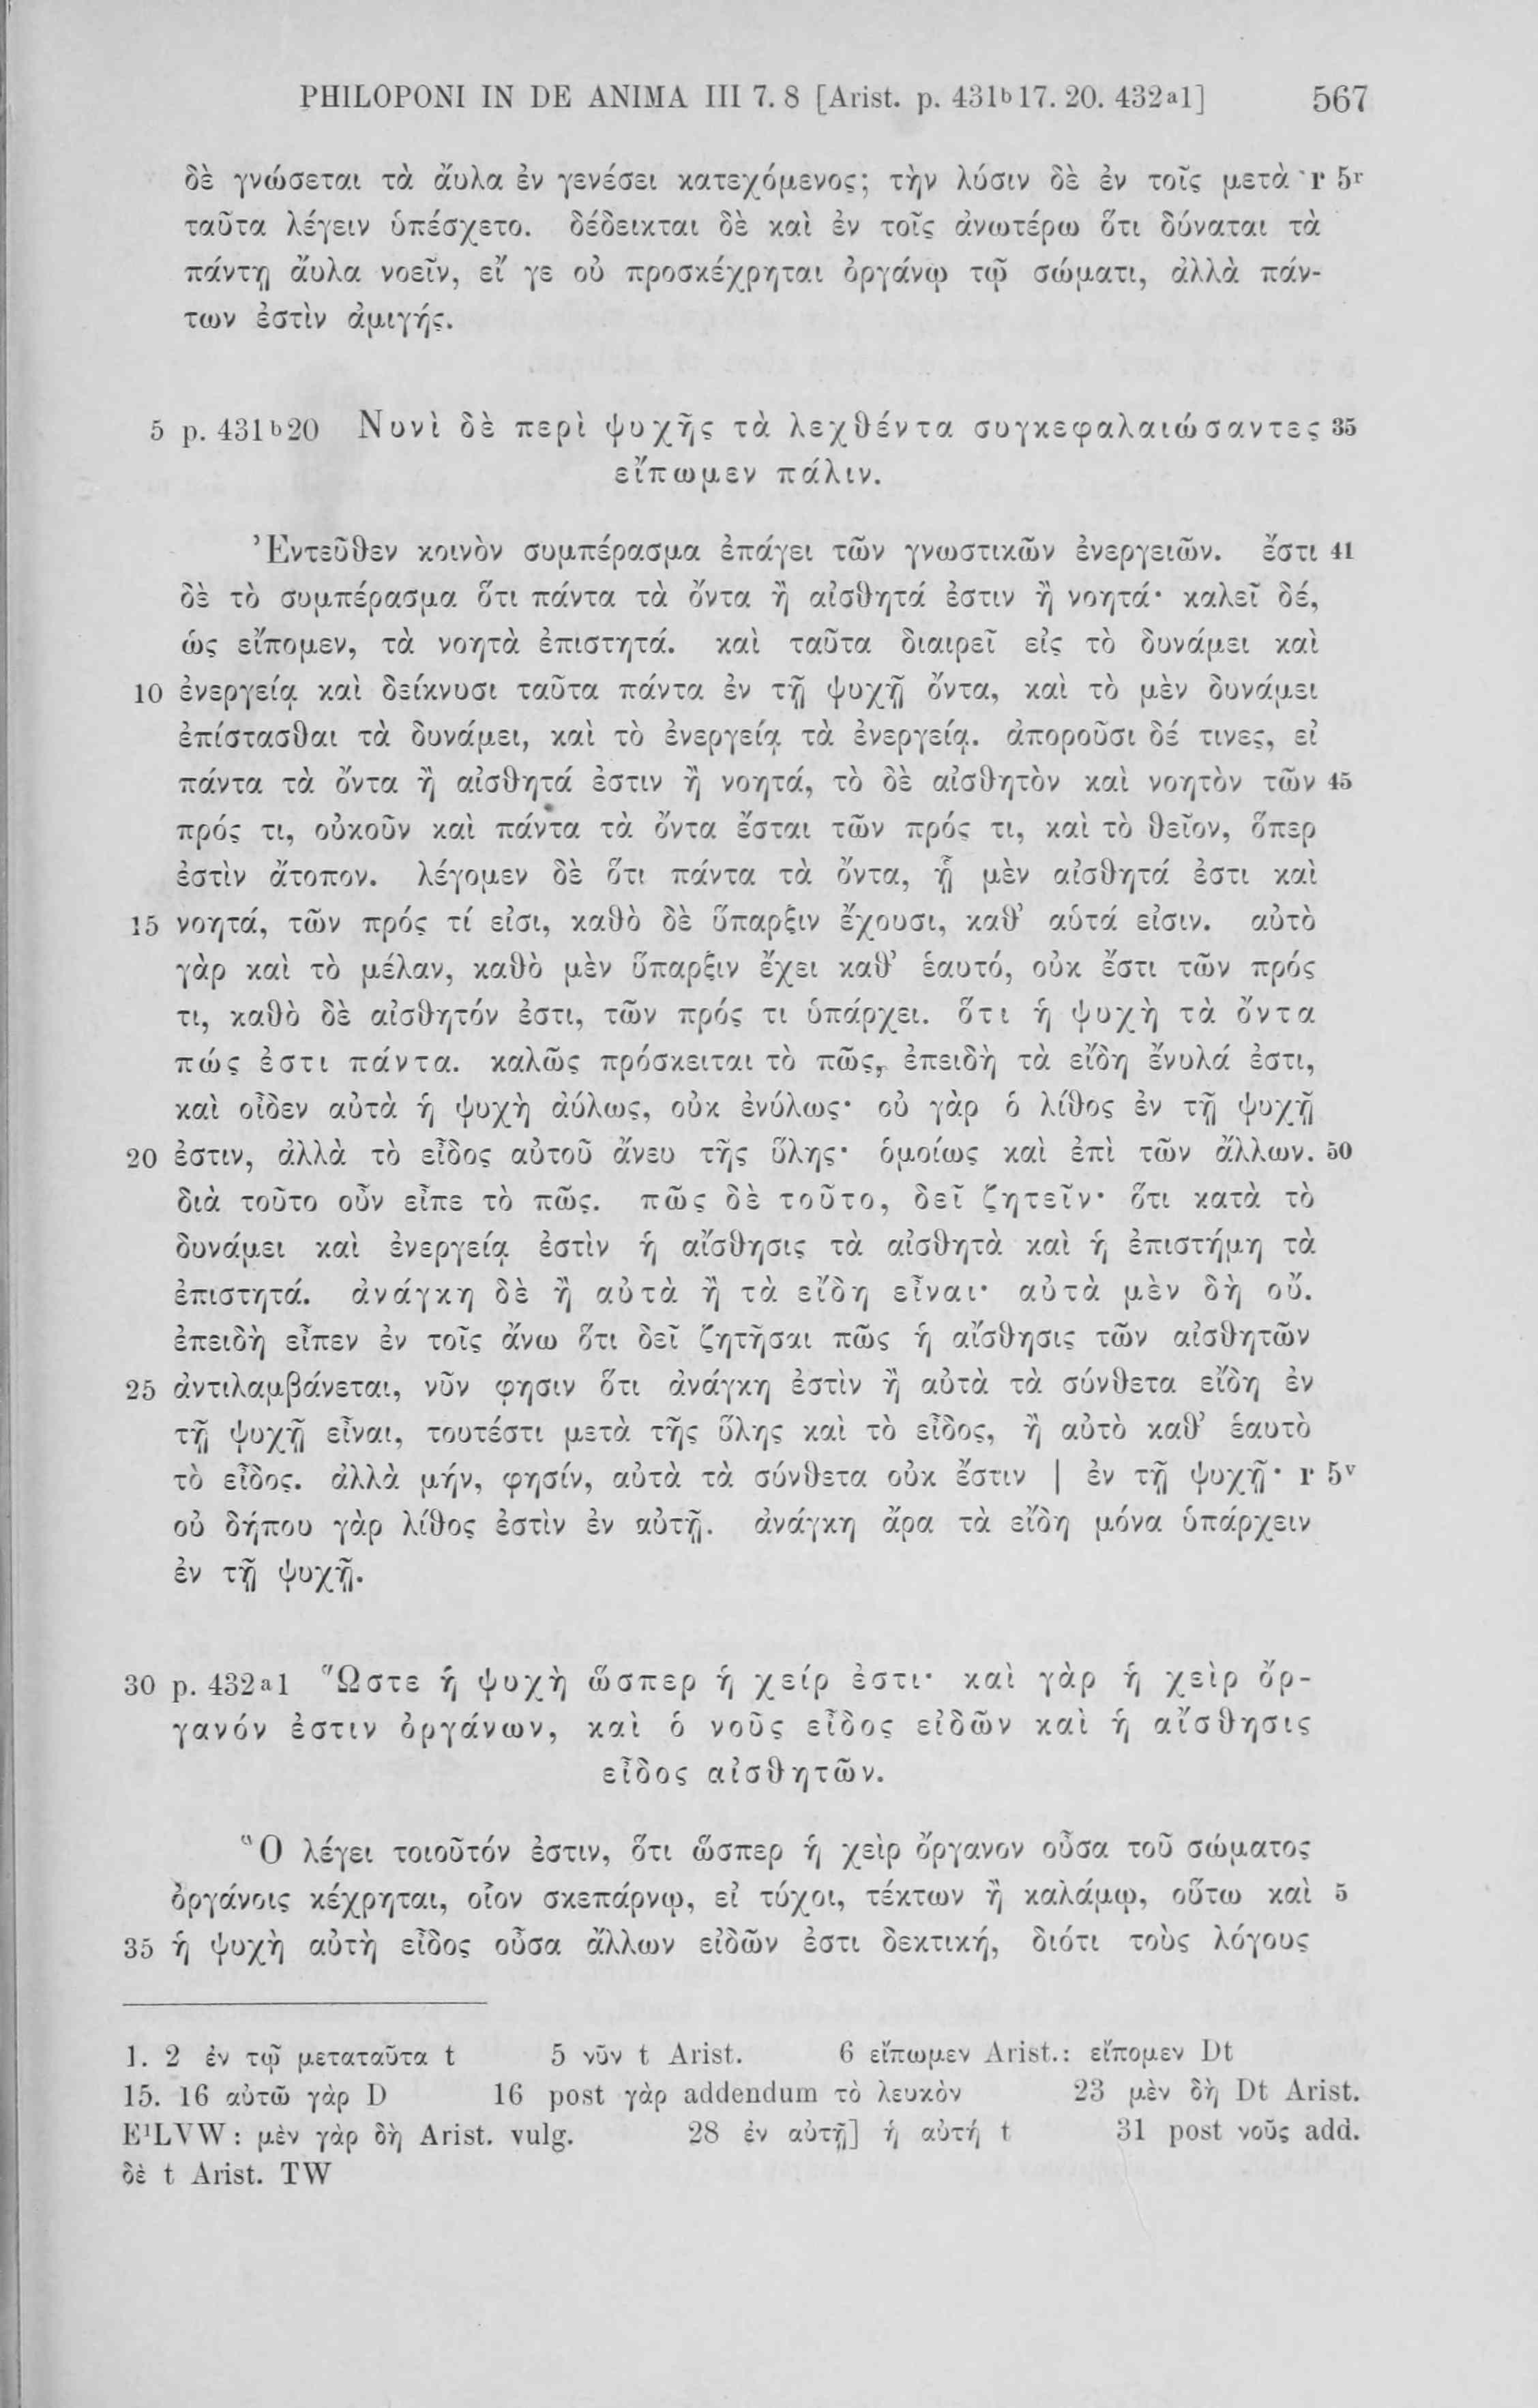 PHILOPONI IN DE ANIMA III 7. 8 [Arist. p. 431b17. 20. 432a1] 567
δὲ γνώσεται τὰ ἄυλα ἐν γενέσει κατεχόμενος; τὴν λύσιν δὲ ἐν τοῖς μετὰ r 5r
ταῦτα λέγειν ὑπέσχετο. δέδεικται δὲ καὶ ἐν τοῖς ἀνωτέρω ὅτι δύναται τὰ
πάντῃ ἄυλα νοεῖν, εἴ γε οὐ προσκέχρηται ὀργάνῳ τῷ σώματι, ἀλλὰ πάν-
των ἐστὶν ἀμιγής.
5 p. 431b20 Νυνὶ δὲ περὶ ψυχῆς τὰ λεχθέντα συγκεφαλαιώσαντες 35
εἴπωμεν πάλιν.
Ἐντεῦθεν κοινὸν συμπέρασμα ἐπάγει τῶν γνωστικῶν ἐνεργειῶν. ἔστι 41
δὲ τὸ συμπέρασμα ὅτι πάντα τὰ ὄντα ἢ αἰσθητά ἐστιν ἢ νοητά· καλεῖ δέ,
ὡς εἴπομεν, τὰ νοητὰ ἐπιστητά. καὶ ταῦτα διαιρεῖ εἰς τὸ δυνάμει καὶ
10 ἐνεργείᾳ καὶ δείκνυσι ταῦτα πάντα ἐν τῇ ψυχῇ ὄντα, καὶ τὸ μὲν δυνάμει
ἐπίστασθαι τὰ δυνάμει, καὶ τὸ ἐνεργείᾳ τὰ ἐνεργείᾳ. ἀποροῦσι δέ τινες, εἰ
πάντα τὰ ὄντα ἢ αἰσθητά ἐστιν ἢ νοητά, τὸ δὲ αἰσθητὸν καὶ νοητὸν τῶν 45
πρός τι, οὐκοῦν καὶ πάντα τὰ ὄντα ἔσται τῶν πρός τι, καὶ τὸ θεῖον, ὅπερ
ἐστὶν ἄτοπον. λέγομεν δὲ ὅτι πάντα τὰ ὄντα, ᾗ μὲν αἰσθητά ἐστι καὶ
15 νοητά, τῶν πρός τί εἰσι, καθὸ δὲ ὕπαρξιν ἔχουσι, καθ’ αὑτά εἰσιν. αὐτὸ
γὰρ καὶ τὸ μέλαν, καθὸ μὲν ὕπαρξιν ἔχει καθ’ ἑαυτό, οὐκ ἔστι τῶν πρός
τι, καθὸ δὲ αἰσθητόν ἐστι, τῶν πρός τι ὑπάρχει. ὅτι ἡ ψυχὴ τὰ ὄντα
πώς ἐστι πάντα. καλῶς πρόσκειται τὸ πῶς, ἐπειδὴ τὰ εἴδη ἔνυλά ἐστι,
καὶ οἶδεν αὐτὰ ἡ ψυχὴ ἀύλως, οὐκ ἐνύλως· οὐ γὰρ ὁ λίθος ἐν τῇ ψυχῇ
20 ἐστιν, ἀλλὰ τὸ εἶδος αὐτοῦ ἄνευ τῆς ὕλης· ὁμοίως καὶ ἐπὶ τῶν ἄλλων. 50
διὰ τοῦτο οὖν εἶπε τὸ πῶς. πῶς δὲ τοῦτο, δεῖ ζητεῖν· ὅτι κατὰ τὸ
δυνάμει καὶ ἐνεργείᾳ ἐστὶν ἡ αἴσθησις τὰ αἰσθητὰ καὶ ἡ ἐπιστήμη τὰ
ἐπιστητά. ἀνάγκη δὲ ἢ αὐτὰ ἢ τὰ εἴδη εἶναι· αὐτὰ μὲν δὴ οὔ.
ἐπειδὴ εἶπεν ἐν τοῖς ἄνω ὅτι δεῖ ζητῆσαι πῶς ἡ αἴσθησις τῶν αἰσθητῶν
25 ἀντιλαμβάνεται, νῦν φησιν ὅτι ἀνάγκη ἐστὶν ἢ αὐτὰ τὰ σύνθετα εἴδη ἐν
τῇ ψυχῇ εἶναι, τουτέστι μετὰ τῆς ὕλης καὶ τὸ εἶδος, ἢ αὐτὸ καθ’ ἑαυτὸ
τὸ εἶδος. ἀλλὰ μήν, φησίν, αὐτὰ τὰ σύνθετα οὐκ ἔστιν | ἐν τῇ ψυχῇ· r 5v
οὐ δήπου γὰρ λίθος ἐστὶν ἐν αὐτῇ. ἀνάγκη ἄρα τὰ εἴδη μόνα ὑπάρχειν
ἐν τῇ ψυχῇ.
30 p. 432a1 Ὥστε ἡ ψυχὴ ὥσπερ ἡ χείρ ἐστι· καὶ γὰρ ἡ χεὶρ ὄρ-
γανόν ἐστιν ὀργάνων, καὶ ὁ νοῦς εἶδος εἰδῶν καὶ ἡ αἴσθησις
εἶδος αἰσθητῶν.
Ὃ λέγει τοιοῦτόν ἐστιν, ὅτι ὥσπερ ἡ χεὶρ ὄργανον οὖσα τοῦ σώματος
ὀργάνοις κέχρηται, οἷον σκεπάρνῳ, εἰ τύχοι, τέκτων ἢ καλάμῳ, οὕτω καὶ 5
35 ἡ ψυχὴ αὐτὴ εἶδος οὖσα ἄλλων εἰδῶν ἐστι δεκτική, διότι τοὺς λόγους
1. 2 ἐν τῷ μεταταῦτα t 5 νῦν t Arist. 6 εἴπωμεν Arist.: εἴπομεν Dt
15. 16 αὐτῶ γὰρ D 16 post γὰρ addendum τὸ λευκὸν 23 μὲν δὴ Dt Arist.
E¹LVW: μὲν γὰρ δὴ Arist. vulg. 28 ἐν αὐτῇ] ἡ αὐτή t 31 post νοῦς add.
δὲ t Arist. TW